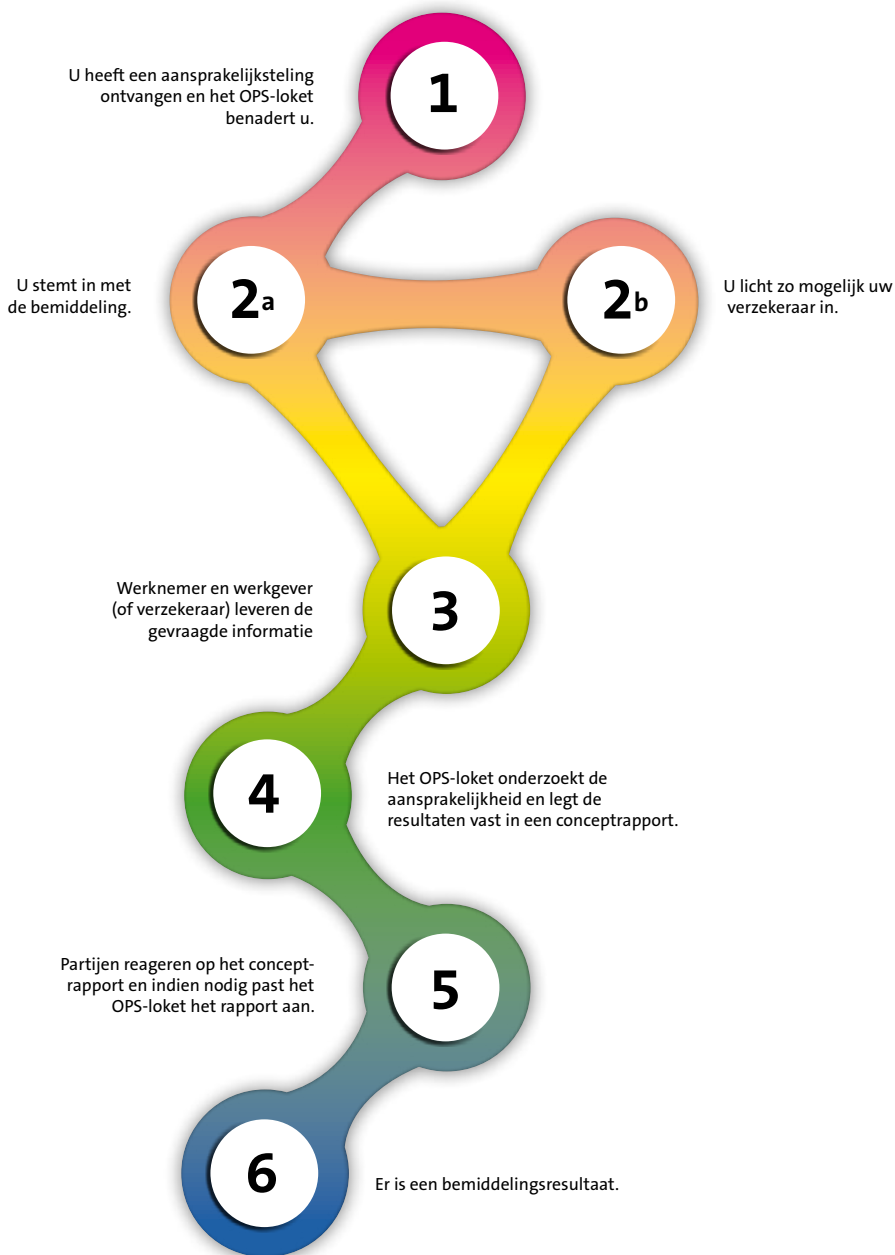 U heeft een aansprakelijksteling
ontvangen en het OPS-loket
benadert u.
1
U stemt in met
de bemiddeling.
2a
2b
U licht zo mogelijk uw
verzekeraar in.
Werknemer en werkgever
(of verzekeraar) leveren de
gevraagde informatie
3
4
Het OPS-loket onderzoekt de
aansprakelijkheid en legt de
resultaten vast in een conceptrapport.
Partijen reageren op het concept-
rapport en indien nodig past het
OPS-loket het rapport aan.
5
6
Er is een bemiddelingsresultaat.